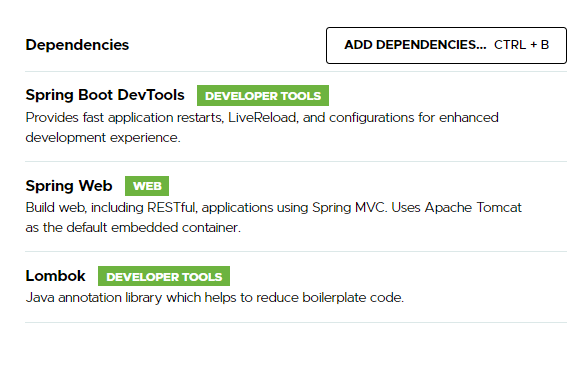 Dependencies
ADD DEPENDENCIES... CTRL + B
Spring Boot DevTools DEVELOPER TOOLS
Provides fast application restarts, LiveReload, and configurations for enhanced
development experience.
Spring Web WEB
Build web, including RESTful, applications using Spring MVC. Uses Apache Tomcat
as the default embedded container.
Lombok DEVELOPER TOOLS
Java annotation library which helps to reduce boilerplate code.